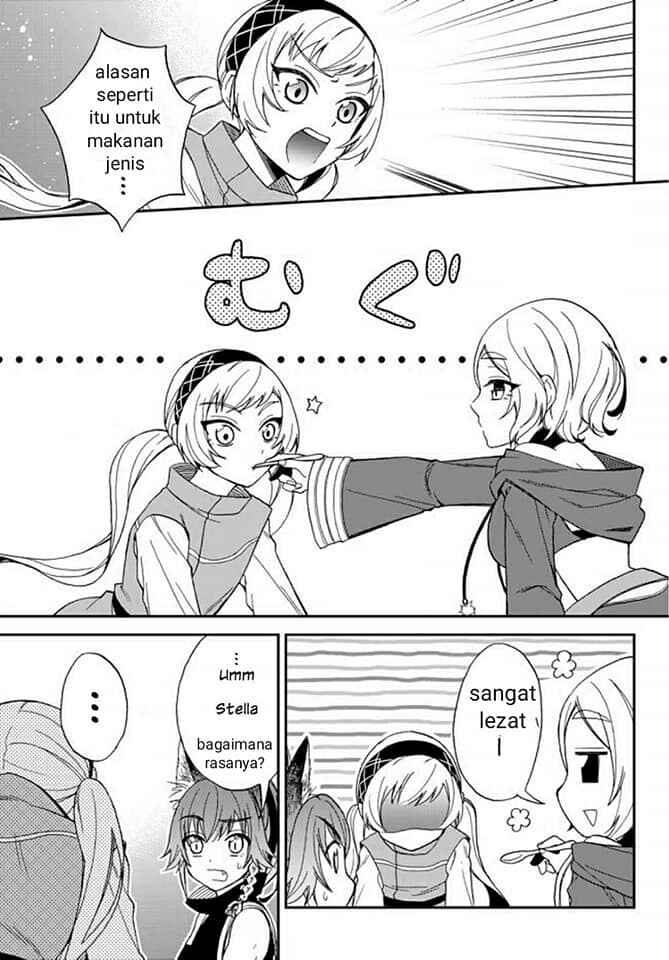 alasan
seperti
itu untuk
makanan
jenis
...
むぐ
sangat
lezat
!
...
Umm
Stella
bagaimana
rasanya?
...